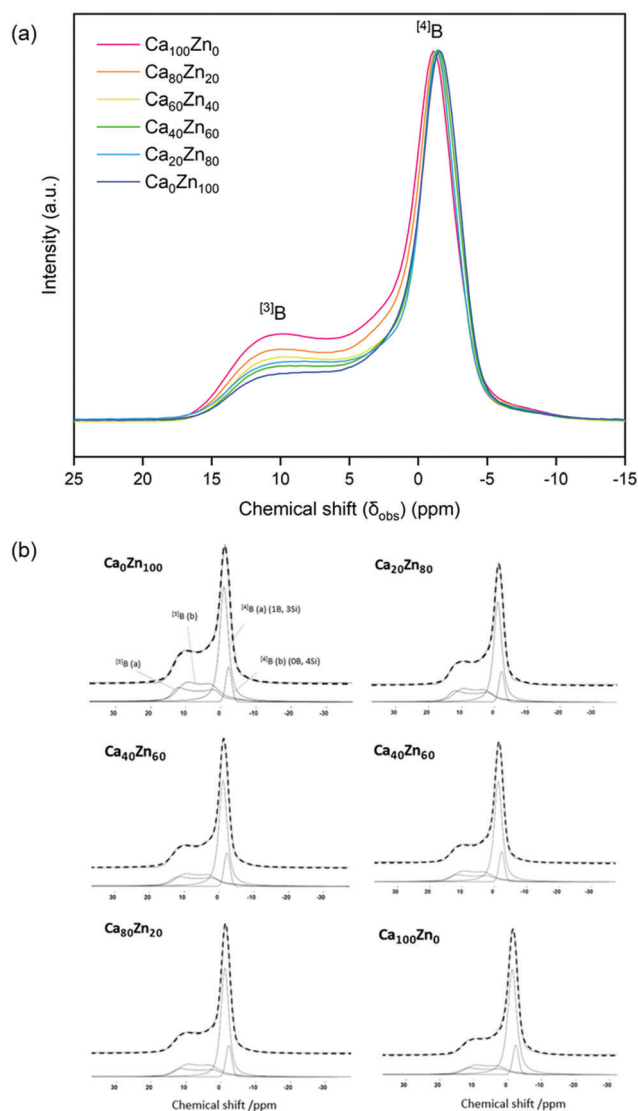 (a)
[4]B
Ca100Zn0
Ca80Zn20
Ca60Zn40
Ca40Zn60
Ca20Zn80
Ca0Zn100
[3]B
Intensity (a.u.)
25 20 15 10 5 0 -5 -10 -15
Chemical shift (δobs) (ppm)
(b)
Ca0Zn100
[3]B (b)
[3]B (a)
[4]B (a) (1B, 3Si)
[4]B (b) (0B, 4Si)
30 20 10 0 -10 -20 -30
Ca20Zn80
30 20 10 0 -10 -20 -30
Ca40Zn60
30 20 10 0 -10 -20 -30
Ca40Zn60
30 20 10 0 -10 -20 -30
Ca80Zn20
30 20 10 0 -10 -20 -30
Chemical shift /ppm
Ca100Zn0
30 20 10 0 -10 -20 -30
Chemical shift /ppm